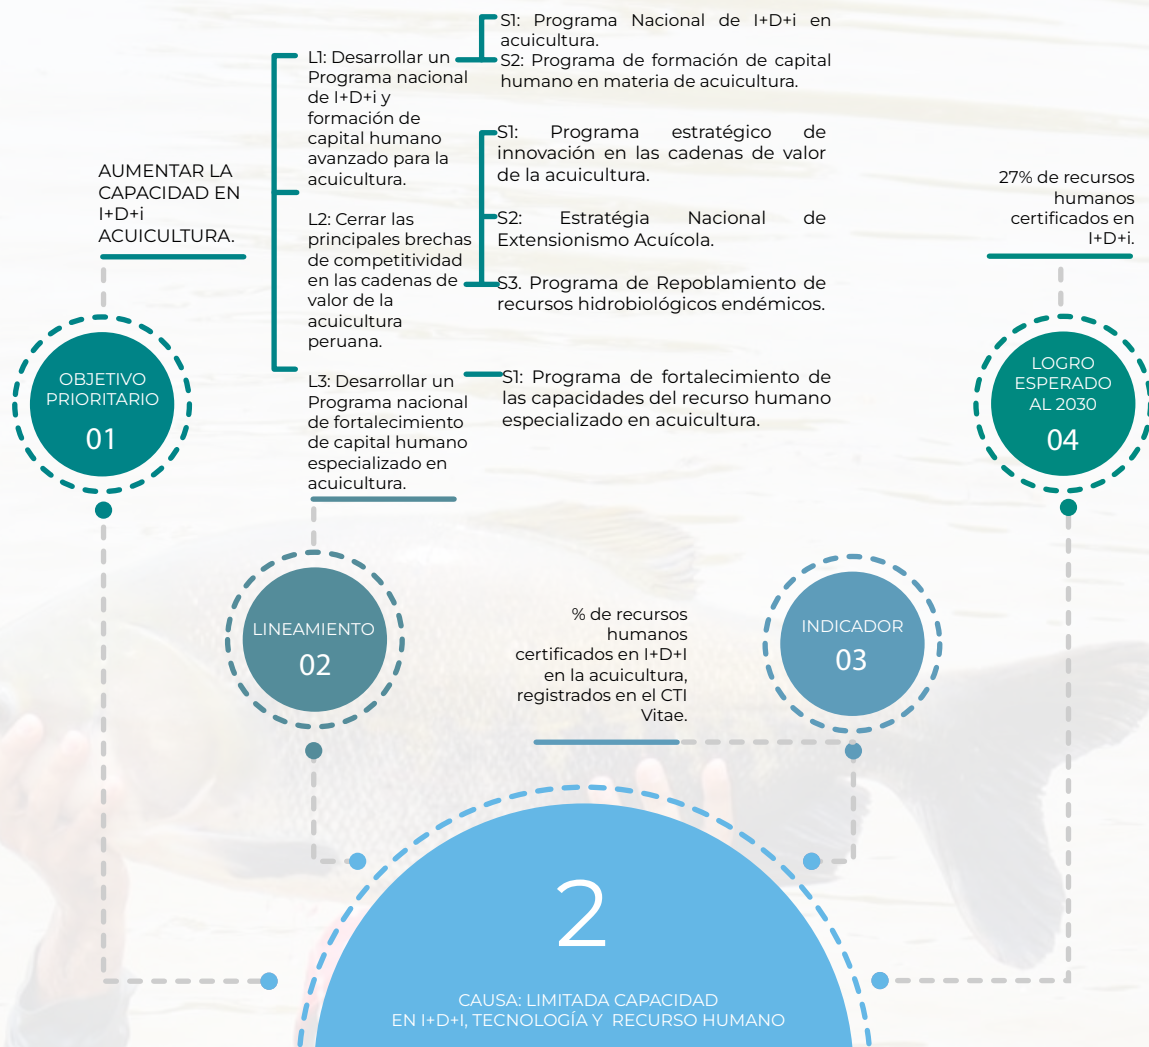 AUMENTAR LA
CAPACIDAD EN
I+D+i
ACUICULTURA.
OBJETIVO
PRIORITARIO
01
L1: Desarrollar un
Programa nacional
de I+D+i y
formación de
capital humano
avanzado para la
acuicultura.
S1: Programa Nacional de I+D+i en
acuicultura.
S2: Programa de formación de capital
humano en materia de acuicultura.
L2: Cerrar las
principales brechas
de competitividad
en las cadenas de
valor de la
acuicultura
peruana.
S1: Programa estratégico de
innovación en las cadenas de valor
de la acuicultura.
S2: Estratégia Nacional de
Extensionismo Acuícola.
S3. Programa de Repoblamiento de
recursos hidrobiológicos endémicos.
L3: Desarrollar un
Programa nacional
de fortalecimiento
de capital humano
especializado en
acuicultura.
S1: Programa de fortalecimiento de
las capacidades del recurso humano
especializado en acuicultura.
LINEAMIENTO
02
% de recursos
humanos
certificados en I+D+I
en la acuicultura,
registrados en el CTI
Vitae.
INDICADOR
03
27% de recursos
humanos
certificados en
I+D+i.
LOGRO
ESPERADO
AL 2030
04
2
CAUSA: LIMITADA CAPACIDAD
EN I+D+I, TECNOLOGÍA Y RECURSO HUMANO